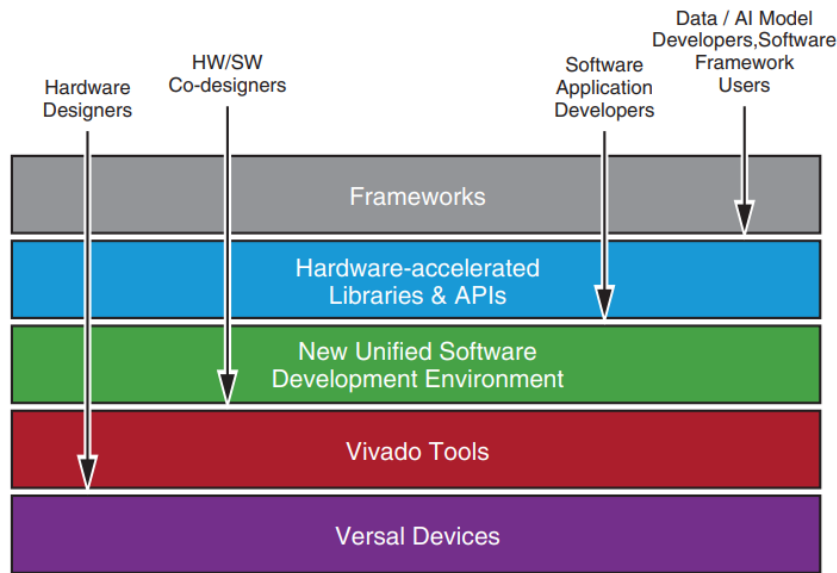 Hardware
Designers
HW/SW
Co-designers
Software
Application
Developers
Data / AI Model
Developers,Software
Framework
Users
Frameworks
Hardware-accelerated
Libraries & APIs
New Unified Software
Development Environment
Vivado Tools
Versal Devices